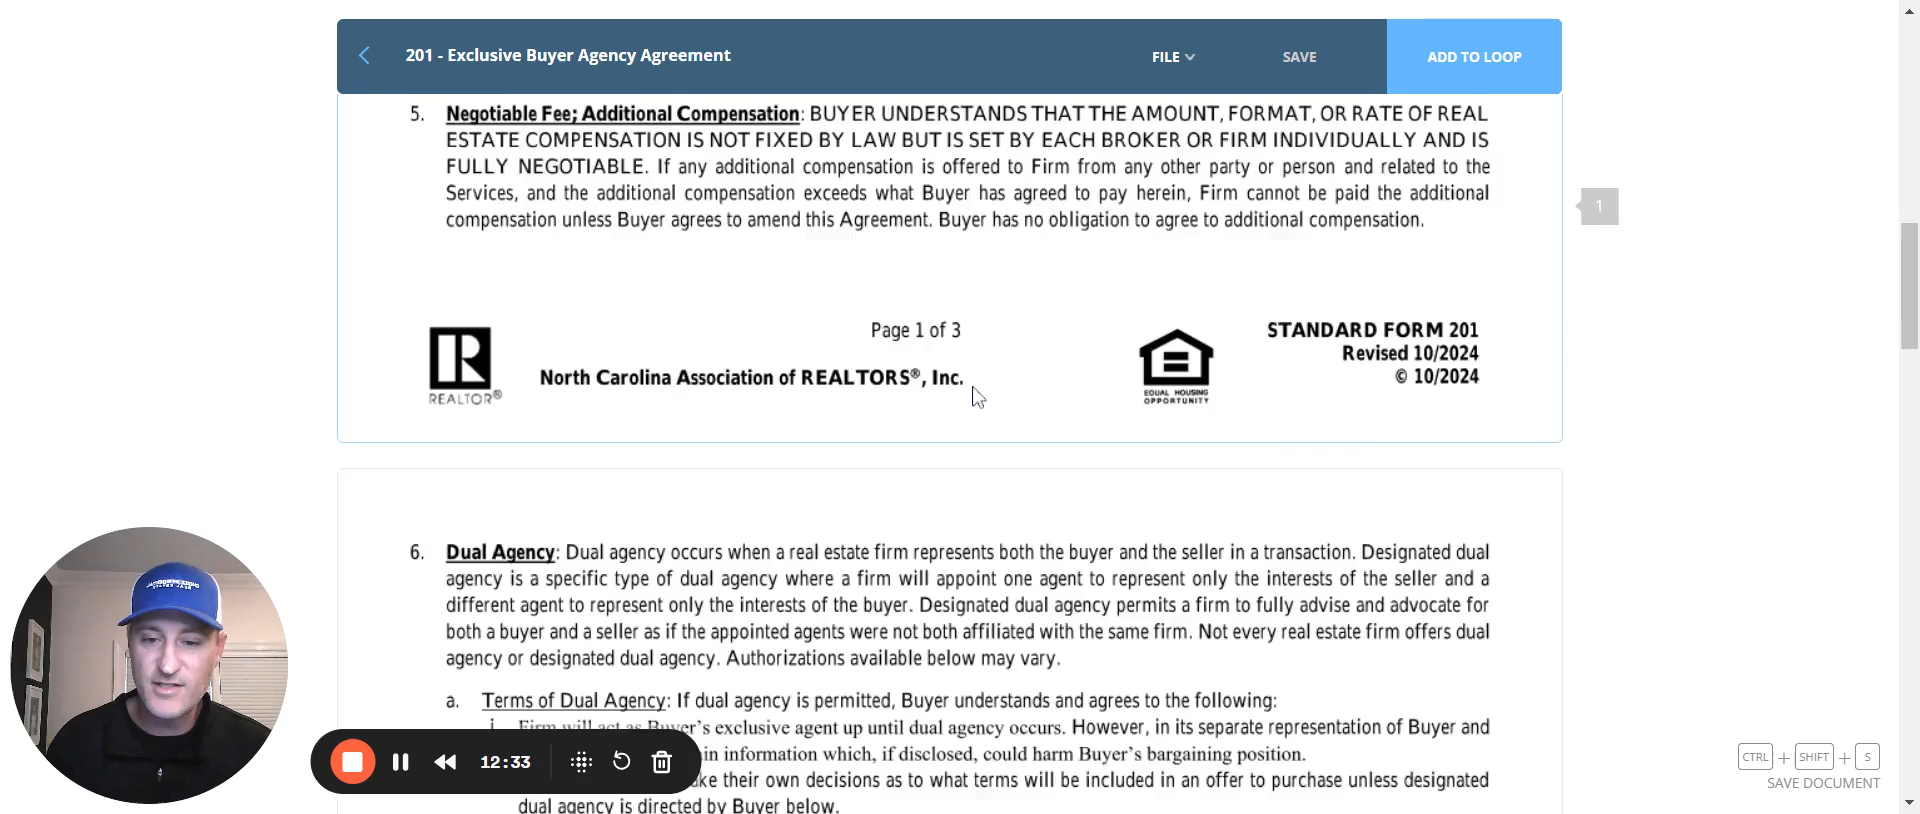 201 - Exclusive Buyer Agency Agreement
FILE
SAVE
ADD TO LOOP
5. Negotiable Fee; Additional Compensation: BUYER UNDERSTANDS THAT THE AMOUNT, FORMAT, OR RATE OF REAL
ESTATE COMPENSATION IS NOT FIXED BY LAW BUT IS SET BY EACH BROKER OR FIRM INDIVIDUALLY AND IS
FULLY NEGOTIABLE. If any additional compensation is offered to Firm from any other party or person and related to the
Services, and the additional compensation exceeds what Buyer has agreed to pay herein, Firm cannot be paid the additional
compensation unless Buyer agrees to amend this Agreement. Buyer has no obligation to agree to additional compensation.
1
Page 1 of 3
North Carolina Association of REALTORS®, Inc.
REALTOR®
EQUAL HOUSING
OPPORTUNITY
STANDARD FORM 201
Revised 10/2024
© 10/2024
6. Dual Agency: Dual agency occurs when a real estate firm represents both the buyer and the seller in a transaction. Designated dual
agency is a specific type of dual agency where a firm will appoint one agent to represent only the interests of the seller and a
different agent to represent only the interests of the buyer. Designated dual agency permits a firm to fully advise and advocate for
both a buyer and a seller as if the appointed agents were not both affiliated with the same firm. Not every real estate firm offers dual
agency or designated dual agency. Authorizations available below may vary.
a. Terms of Dual Agency: If dual agency is permitted, Buyer understands and agrees to the following:
i Firm will act as Buyer's exclusive agent up until dual agency occurs. However, in its separate representation of Buyer and
in information which, if disclosed, could harm Buyer's bargaining position.
ke their own decisions as to what terms will be included in an offer to purchase unless designated
dual agency is directed by Buyer below.
12:33
CTRL + SHIFT + S
SAVE DOCUMENT